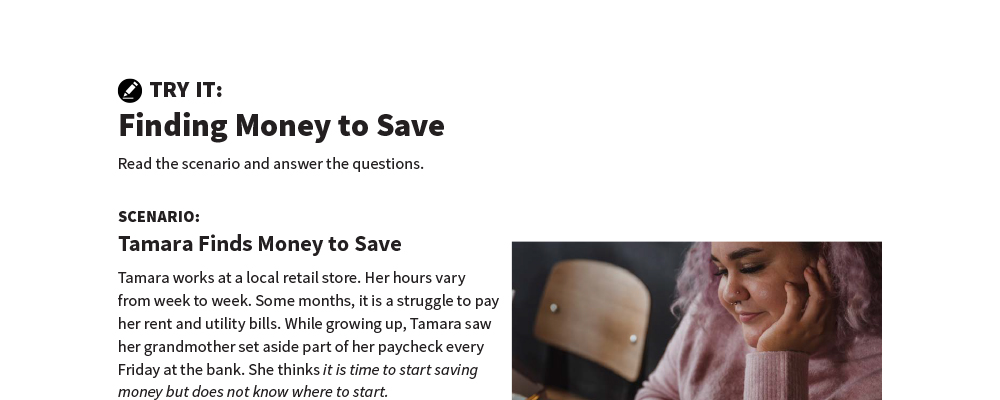 TRY IT:
Finding Money to Save
Read the scenario and answer the questions.
SCENARIO:
Tamara Finds Money to Save
Tamara works at a local retail store. Her hours vary
from week to week. Some months, it is a struggle to pay
her rent and utility bills. While growing up, Tamara saw
her grandmother set aside part of her paycheck every
Friday at the bank. She thinks it is time to start saving
money but does not know where to start.